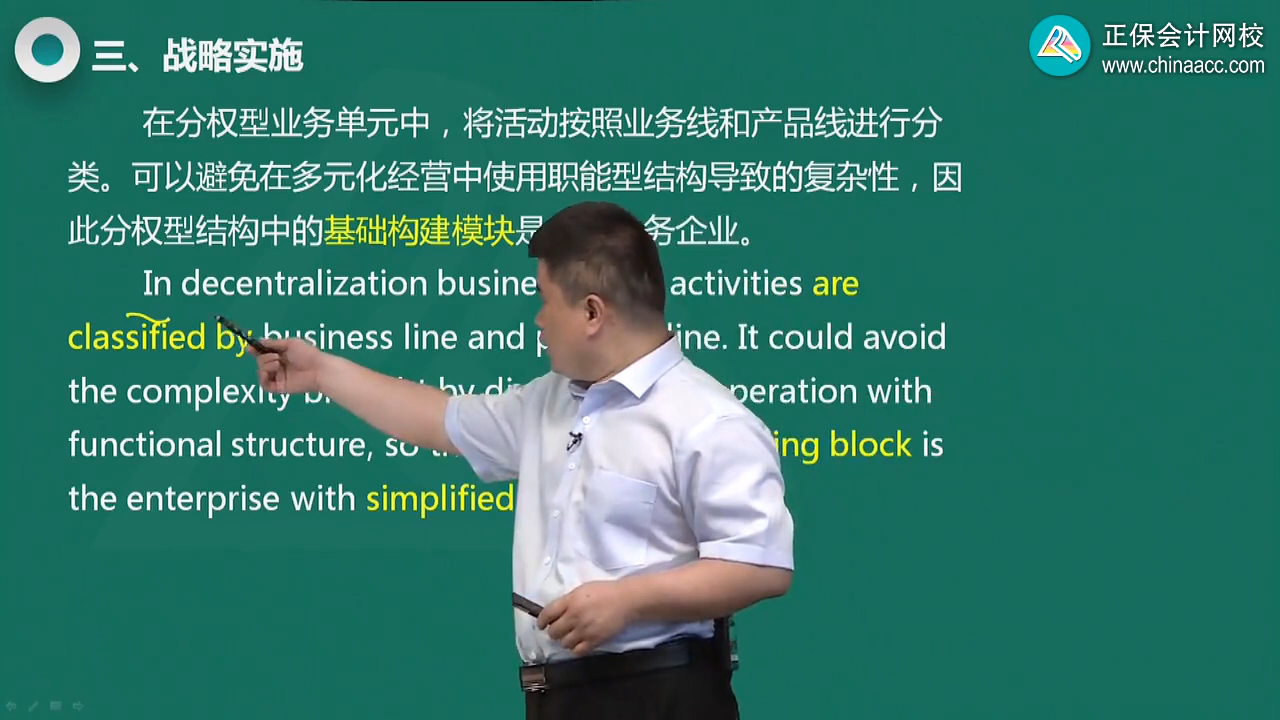 三、战略实施
正保会计网校
www.chinaacc.com
在分权型业务单元中，将活动按照业务线和产品线进行分
类。可以避免在多元化经营中使用职能型结构导致的复杂性，因
此分权型结构中的基础构建模块是 务企业。
In decentralization activities are
classified by business line and line. It could avoid
the complexity by with
functional structure, so block is
the enterprise with simplified